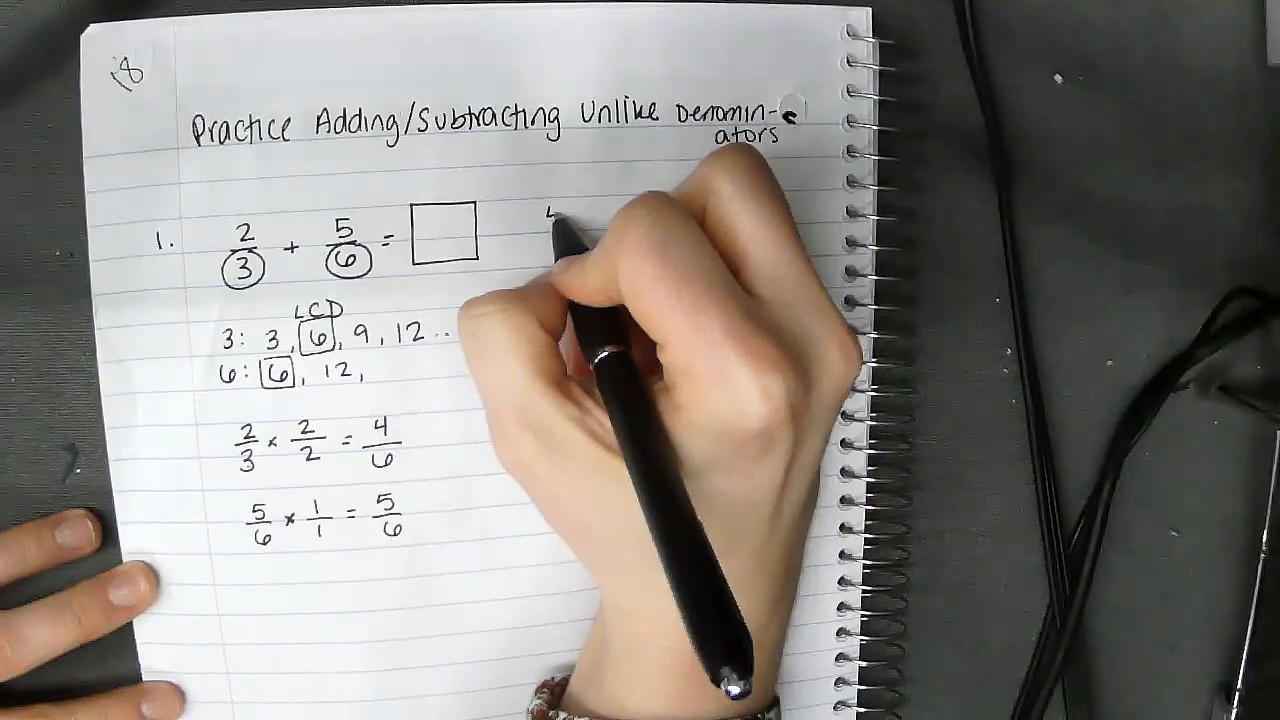 18
Practice Adding/Subtracting Unlike Denomin-
ators
1. 2/3 + 5/6 =
LCD
3: 3, 6, 9, 12 ..
6: 6, 12,
2/3 × 2/2 = 4/6
5/6 × 1/1 = 5/6